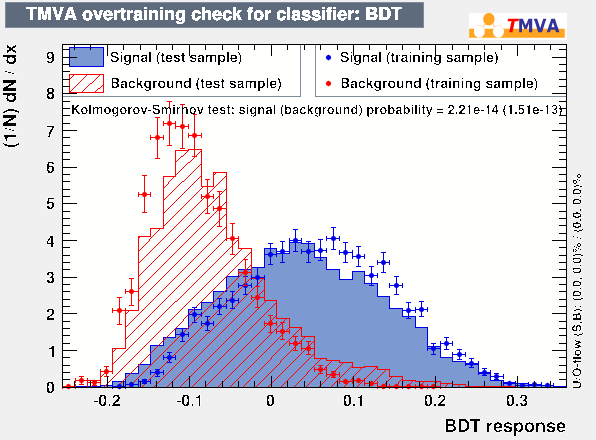 TMVA overtraining check for classifier: BDT
TMVA
Signal (test sample)
Signal (training sample)
Background (test sample)
Background (training sample)
Kolmogorov-Smirnov test: signal (background) probability = 2.21e-14 (1.51e-13)
(1/N) dN / dx
9
8
7
6
5
4
3
2
1
0
-0.2
-0.1
0
0.1
0.2
0.3
BDT response
U/O-flow (S,B): (0.0, 0.0)% / (0.0, 0.0)%